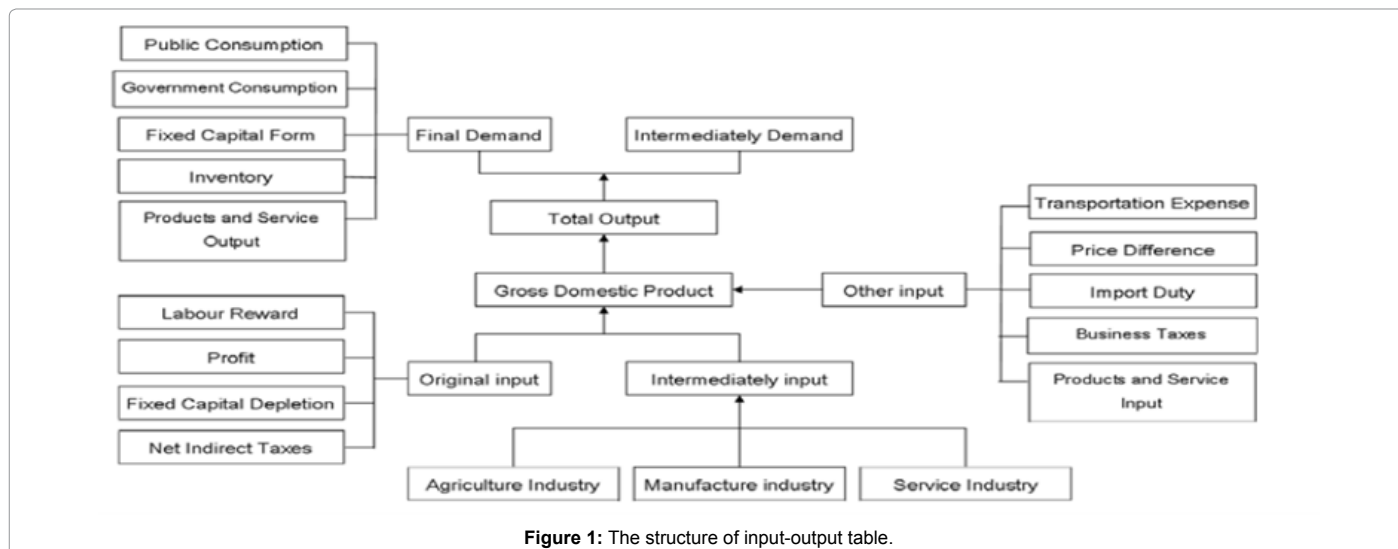 Public Consumption
Government Consumption
Fixed Capital Form
Inventory
Products and Service
Output
Final Demand
Intermediately Demand
Total Output
Gross Domestic Product
Other input
Transportation Expense
Price Difference
Import Duty
Business Taxes
Products and Service
Input
Labour Reward
Profit
Fixed Capital Depletion
Net Indirect Taxes
Original input
Intermediately input
Agriculture Industry
Manufacture industry
Service Industry
Figure 1: The structure of input-output table.